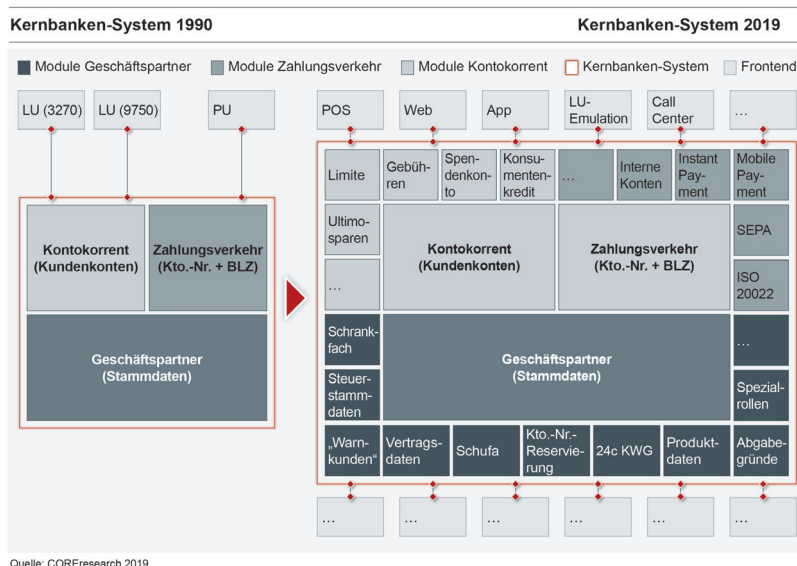 Kernbanken-System 1990
Kernbanken-System 2019
Module Geschäftspartner
Module Zahlungsverkehr
Module Kontokorrent
Kernbanken-System
Frontend
LU (3270)
LU (9750)
PU
POS
Web
App
LU-
Emulation
Call
Center
…
Kontokorrent
(Kundenkonten)
Zahlungsverkehr
(Kto.-Nr. + BLZ)
Geschäftspartner
(Stammdaten)
Limite
Gebüh-
ren
Spen-
denkon-
to
Konsu-
menten-
kredit
…
Interne
Konten
Instant
Pay-
ment
Mobile
Pay-
ment
Ultimo-
sparen
Kontokorrent
(Kundenkonten)
Zahlungsverkehr
(Kto.-Nr. + BLZ)
SEPA
…
ISO
20022
Schrank-
fach
Geschäftspartner
(Stammdaten)
…
Steuer-
stamm-
daten
Spezial-
rollen
„Warn-
kunden“
Vertrags-
daten
Schufa
Kto.-Nr.-
Reservie-
rung
24c KWG
Produkt-
daten
Abgabe-
gründe
…
…
…
…
…
…
Quelle: COREresearch 2019